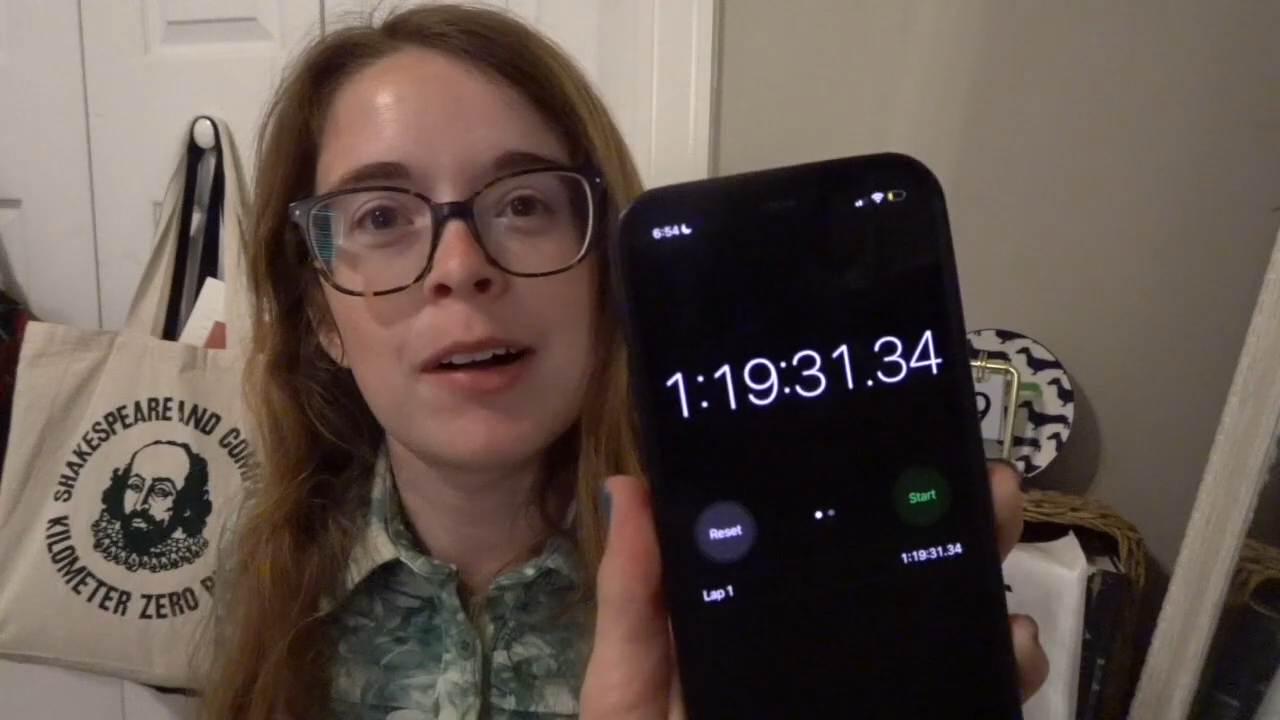 SHAKESPEARE AND COM
KILOMETER ZERO
6:54
1:19:31.34
Reset
Start
Lap 1
1:19:31.34
9